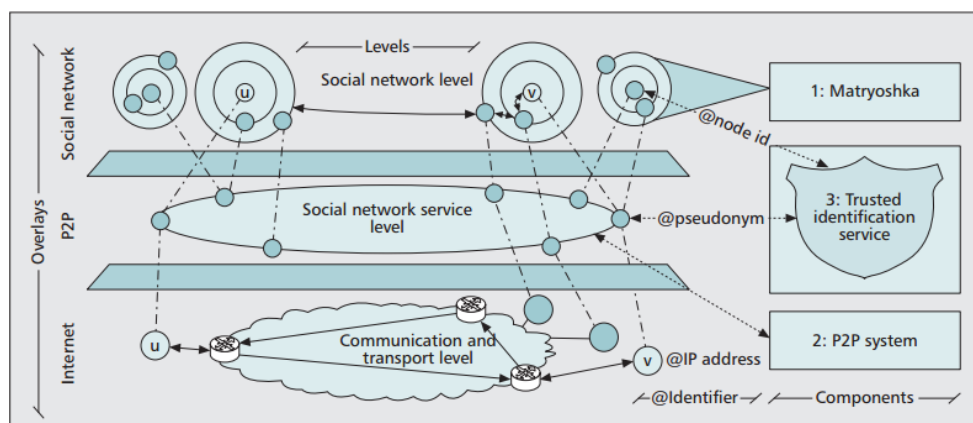 Levels
Social network level
Social network
u
v
1: Matryoshka
@node id
Overlays
P2P
Social network service
level
@pseudonym
3: Trusted
identification
service
Internet
u
Communication and
transport level
v
@IP address
2: P2P system
@Identifier
Components